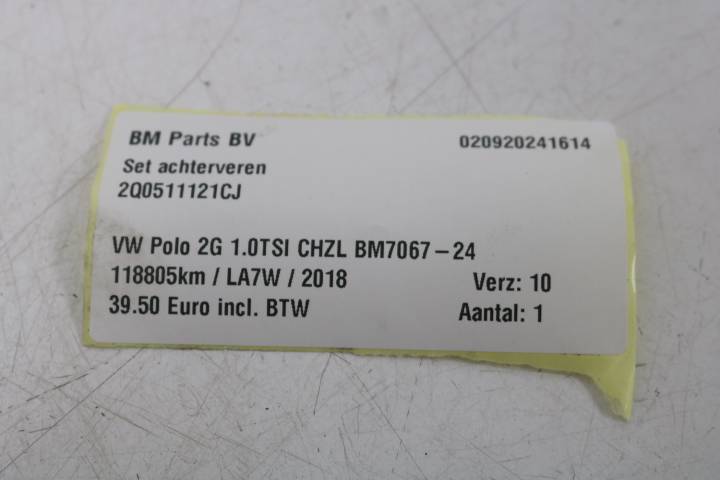 BM Parts BV 020920241614
Set achterveren
2Q0511121CJ
VW Polo 2G 1.0TSI CHZL BM7067-24
118805km / LA7W / 2018 Verz: 10
39.50 Euro incl. BTW Aantal: 1